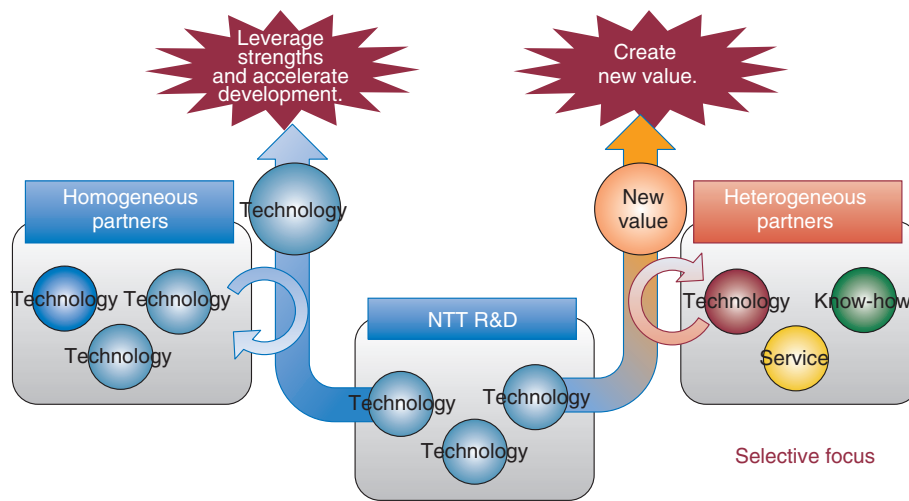 Leverage
strengths
and accelerate
development.
Create
new value.
Homogeneous
partners
Technology
New
value
Heterogeneous
partners
Technology
Technology
Technology
NTT R&D
Technology
Know-how
Service
Technology
Technology
Technology
Selective focus